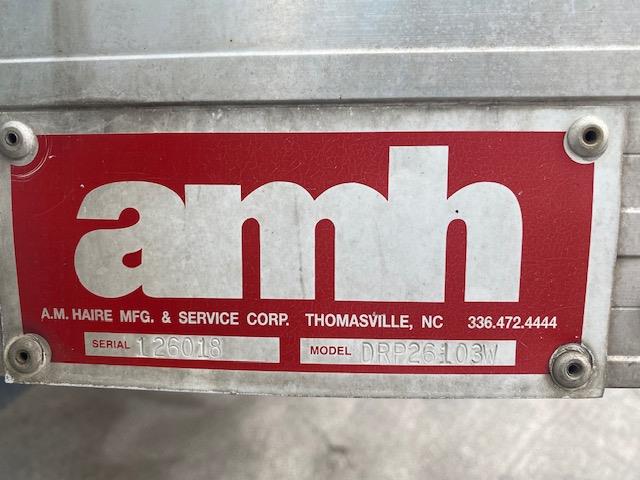 amh
A.M. HAIRE MFG. & SERVICE CORP. THOMASVILLE, NC 336.472.4444
SERIAL 126018 MODEL DRP26103W